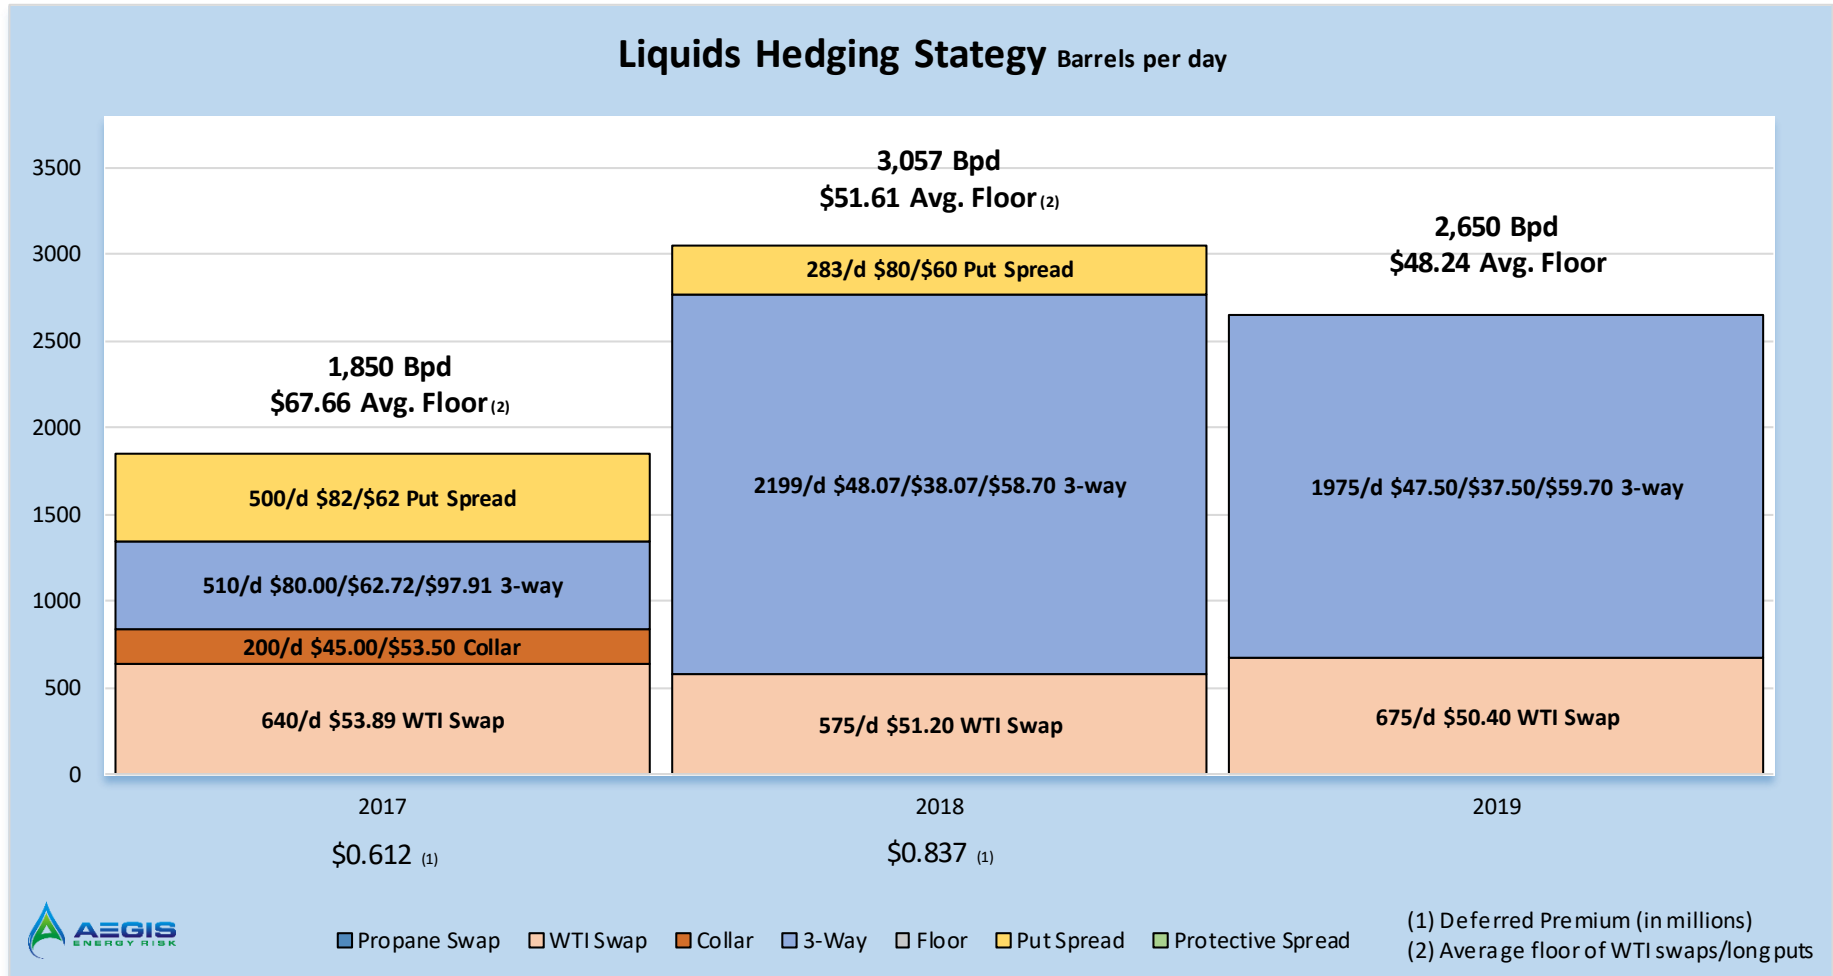 Liquids Hedging Stategy Barrels per day
3500
3000
2500
2000
1500
1000
500
0
1,850 Bpd
$67.66 Avg. Floor (2)
500/d $82/$62 Put Spread
510/d $80.00/$62.72/$97.91 3-way
200/d $45.00/$53.50 Collar
640/d $53.89 WTI Swap
3,057 Bpd
$51.61 Avg. Floor (2)
283/d $80/$60 Put Spread
2199/d $48.07/$38.07/$58.70 3-way
575/d $51.20 WTI Swap
2,650 Bpd
$48.24 Avg. Floor
1975/d $47.50/$37.50/$59.70 3-way
675/d $50.40 WTI Swap
2017 2018 2019
$0.612 (1) $0.837 (1)
AEGIS
ENERGY RISK
Propane Swap WTI Swap Collar 3-Way Floor Put Spread Protective Spread
(1) Deferred Premium (in millions)
(2) Average floor of WTI swaps/long puts